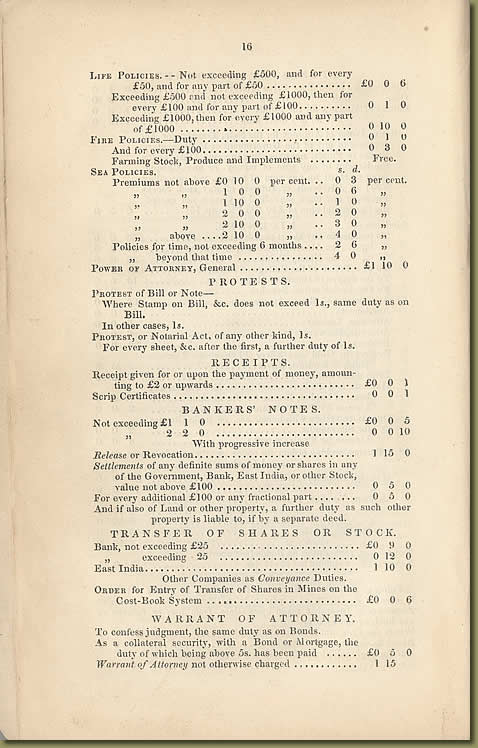 16
LIFE POLICIES. -- Not exceeding £500, and for every
£50, and for any part of £50 ................ £0 0 6
Exceeding £500 and not exceeding £1000, then for
every £100 and for any part of £100.......... 0 1 0
Exceeding £1000, then for every £1000 and any part
of £1000 ................................ 0 10 0
FIRE POLICIES.—Duty ............................ 0 1 0
And for every £100............................ 0 3 0
Farming Stock, Produce and Implements ........ Free.
SEA POLICIES. s. d.
Premiums not above £0 10 0 per cent. .. 0 3 per cent.
„ „ 1 0 0 „ .. 0 6 „
„ „ 1 10 0 „ .. 1 0 „
„ „ 2 0 0 „ .. 2 0 „
„ „ 2 10 0 „ .. 3 0 „
„ above ....2 10 0 „ .. 4 0 „
Policies for time, not exceeding 6 months .... 2 6 „
„ beyond that time ................ 4 0 „
POWER OF ATTORNEY, General ...................... £1 10 0
PROTESTS.
PROTEST of Bill or Note—
Where Stamp on Bill, &c. does not exceed 1s., same duty as on
Bill.
In other cases, 1s.
PROTEST, or Notarial Act, of any other kind, 1s.
For every sheet, &c. after the first, a further duty of 1s.
RECEIPTS.
Receipt given for or upon the payment of money, amoun-
ting to £2 or upwards .......................... £0 0 1
Scrip Certificates ................................ 0 0 1
BANKERS' NOTES.
Not exceeding £1 1 0 .......................... £0 0 5
„ 2 2 0 .......................... 0 0 10
With progressive increase
Release or Revocation.............................. 1 15 0
Settlements of any definite sums of money or shares in any
of the Government, Bank, East India, or other Stock,
value not above £100 .......................... 0 5 0
For every additional £100 or any fractional part........ 0 5 0
And if also of Land or other property, a further duty as such other
property is liable to, if by a separate deed.
TRANSFER OF SHARES OR STOCK.
Bank, not exceeding £25 .......................... £0 9 0
„ exceeding 25 .......................... 0 12 0
East India........................................ 1 10 0
Other Companies as Conveyance Duties.
ORDER for Entry of Transfer of Shares in Mines on the
Cost-Book System ............................ £0 0 6
WARRANT OF ATTORNEY.
To confess judgment, the same duty as on Bonds.
As a collateral security, with a Bond or Mortgage, the
duty of which being above 5s. has been paid ...... £0 5 0
Warrant of Attorney not otherwise charged ............ 1 15